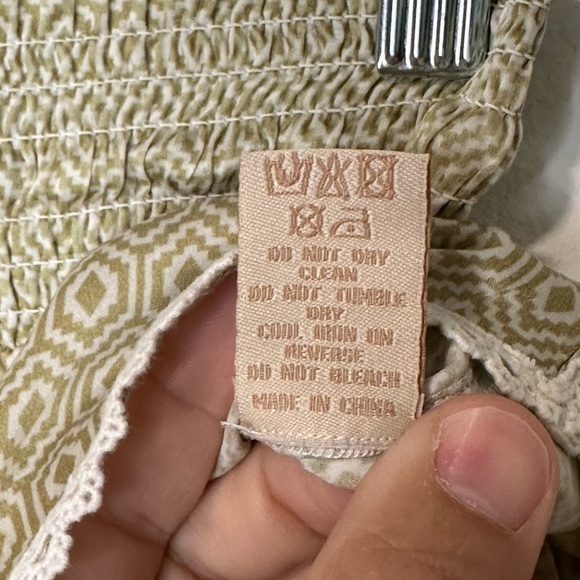 DO NOT DRY
CLEAN
DO NOT TUMBLE
DRY
COOL IRON ON
REVERSE
DO NOT BLEACH
MADE IN CHINA